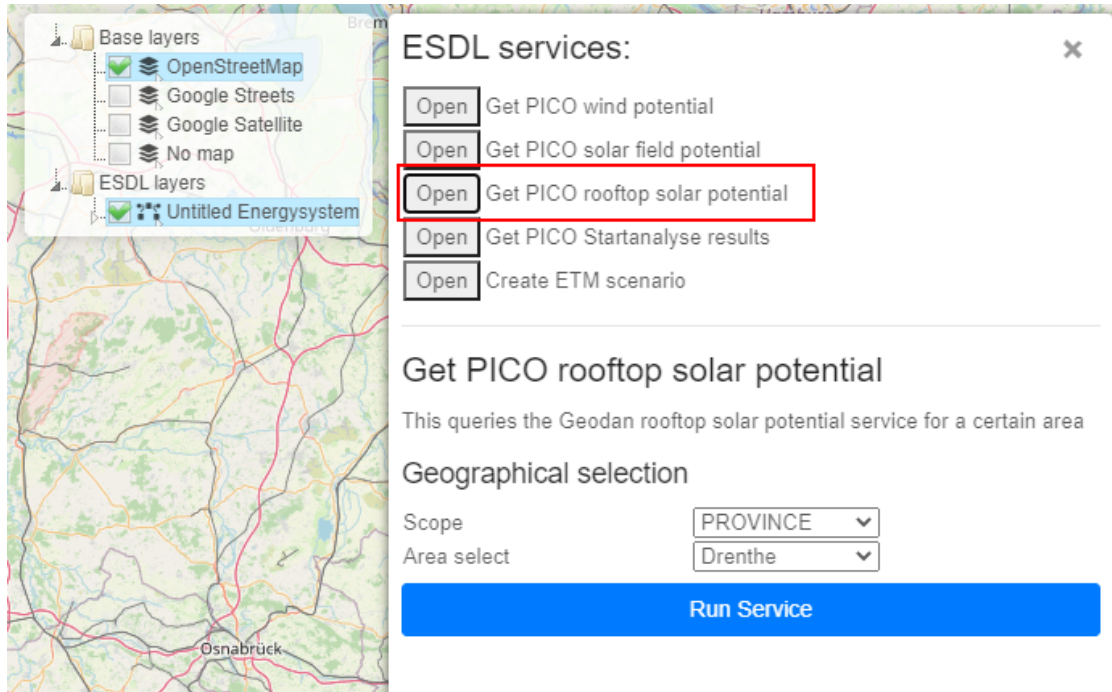 Base layers
OpenStreetMap
Google Streets
Google Satellite
No map
ESDL layers
Untitled Energysystem
Osnabrück
ESDL services:
×
Open Get PICO wind potential
Open Get PICO solar field potential
Open Get PICO rooftop solar potential
Open Get PICO Startanalyse results
Open Create ETM scenario
Get PICO rooftop solar potential
This queries the Geodan rooftop solar potential service for a certain area
Geographical selection
Scope PROVINCE
Area select Drenthe
Run Service